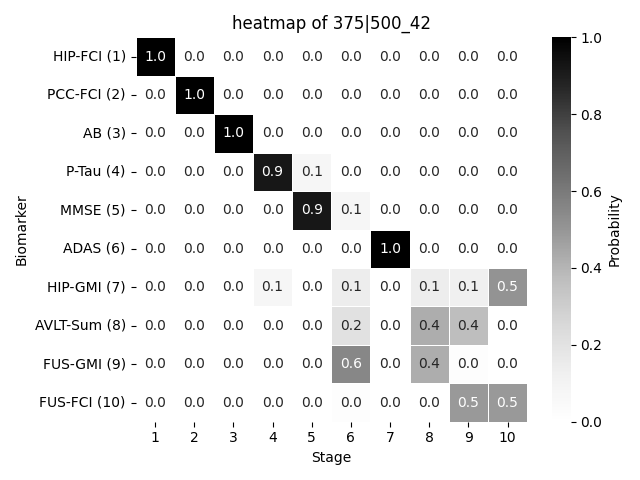 heatmap of 375|500_42
HIP-FCI (1) 1.0 0.0 0.0 0.0 0.0 0.0 0.0 0.0 0.0 0.0
PCC-FCI (2) 0.0 1.0 0.0 0.0 0.0 0.0 0.0 0.0 0.0 0.0
AB (3) 0.0 0.0 1.0 0.0 0.0 0.0 0.0 0.0 0.0 0.0
P-Tau (4) 0.0 0.0 0.0 0.9 0.1 0.0 0.0 0.0 0.0 0.0
MMSE (5) 0.0 0.0 0.0 0.0 0.9 0.1 0.0 0.0 0.0 0.0
ADAS (6) 0.0 0.0 0.0 0.0 0.0 0.0 1.0 0.0 0.0 0.0
HIP-GMI (7) 0.0 0.0 0.0 0.1 0.0 0.1 0.0 0.1 0.1 0.5
AVLT-Sum (8) 0.0 0.0 0.0 0.0 0.0 0.2 0.0 0.4 0.4 0.0
FUS-GMI (9) 0.0 0.0 0.0 0.0 0.0 0.6 0.0 0.4 0.0 0.0
FUS-FCI (10) 0.0 0.0 0.0 0.0 0.0 0.0 0.0 0.0 0.5 0.5
1 2 3 4 5 6 7 8 9 10
Stage
Biomarker
1.0
0.8
0.6
0.4
0.2
0.0
Probability